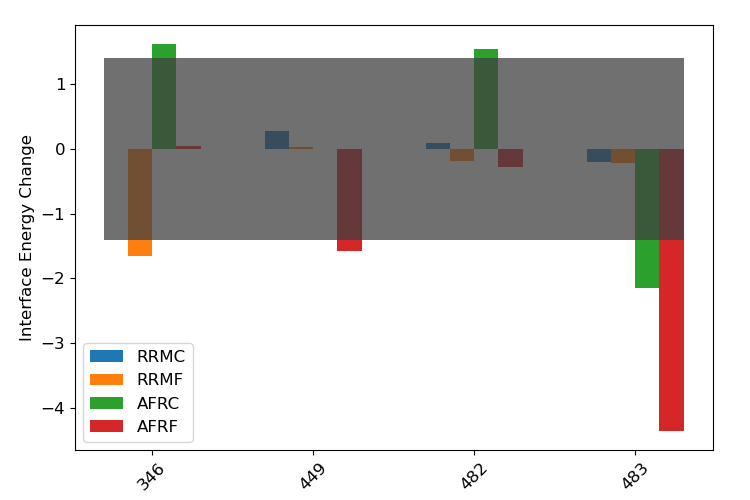 Interface Energy Change
1
0
−1
−2
−3
−4
RRMC
RRMF
AFRC
AFRF
346
449
482
483